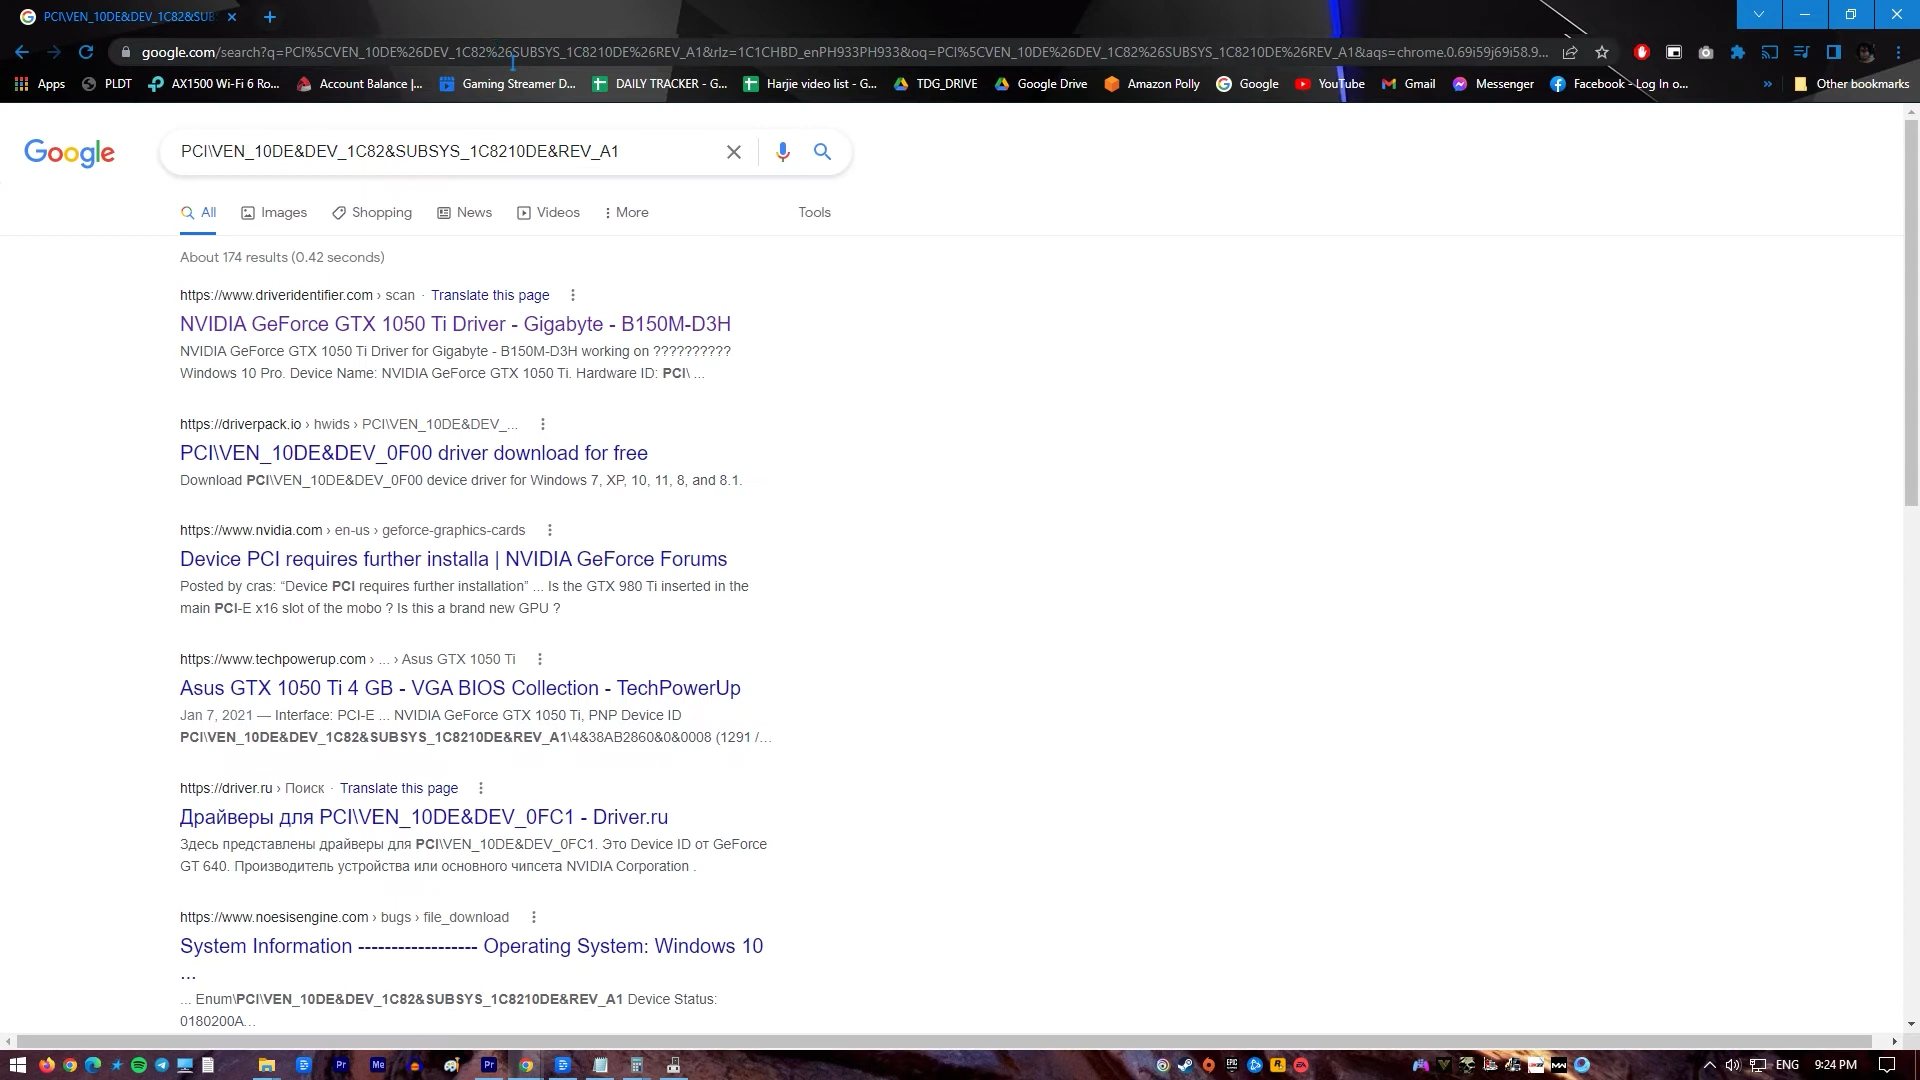 PCI\VEN_10DE&DEV_1C82&SUB
google.com/search?q=PCI%5CVEN_10DE%26DEV_1C82%26SUBSYS_1C8210DE%26REV_A1&rlz=1C1CHBD_enPH933PH933&oq=PCI%5CVEN_10DE%26DEV_1C82%26SUBSYS_1C8210DE%26REV_A1&aqs=chrome.0.69i59j69i58.9...
Apps PLDT AX1500 Wi-Fi 6 Ro... Account Balance |... Gaming Streamer D... DAILY TRACKER - G... Harjie video list - G... TDG_DRIVE Google Drive Amazon Polly Google YouTube Gmail Messenger Facebook - Log In o... » Other bookmarks
Google PCI\VEN_10DE&DEV_1C82&SUBSYS_1C8210DE&REV_A1
All Images Shopping News Videos More Tools
About 174 results (0.42 seconds)
https://www.driveridentifier.com › scan · Translate this page
NVIDIA GeForce GTX 1050 Ti Driver - Gigabyte - B150M-D3H
NVIDIA GeForce GTX 1050 Ti Driver for Gigabyte - B150M-D3H working on ??????????
Windows 10 Pro. Device Name: NVIDIA GeForce GTX 1050 Ti. Hardware ID: PCI\ ...
https://driverpack.io › hwids › PCI\VEN_10DE&DEV_...
PCI\VEN_10DE&DEV_0F00 driver download for free
Download PCI\VEN_10DE&DEV_0F00 device driver for Windows 7, XP, 10, 11, 8, and 8.1.
https://www.nvidia.com › en-us › geforce-graphics-cards
Device PCI requires further installa | NVIDIA GeForce Forums
Posted by cras: “Device PCI requires further installation” ... Is the GTX 980 Ti inserted in the
main PCI-E x16 slot of the mobo ? Is this a brand new GPU ?
https://www.techpowerup.com › ... › Asus GTX 1050 Ti
Asus GTX 1050 Ti 4 GB - VGA BIOS Collection - TechPowerUp
Jan 7, 2021 — Interface: PCI-E ... NVIDIA GeForce GTX 1050 Ti, PNP Device ID
PCI\VEN_10DE&DEV_1C82&SUBSYS_1C8210DE&REV_A1\4&38AB2860&0&0008 (1291 /...
https://driver.ru › Поиск · Translate this page
Драйверы для PCI\VEN_10DE&DEV_0FC1 - Driver.ru
Здесь представлены драйверы для PCI\VEN_10DE&DEV_0FC1. Это Device ID от GeForce
GT 640. Производитель устройства или основного чипсета NVIDIA Corporation .
https://www.noesisengine.com › bugs › file_download
System Information ------------------ Operating System: Windows 10
...
... Enum\PCI\VEN_10DE&DEV_1C82&SUBSYS_1C8210DE&REV_A1 Device Status:
0180200A...
Pr Me Pr EPIC R EA MW ENG 9:24 PM